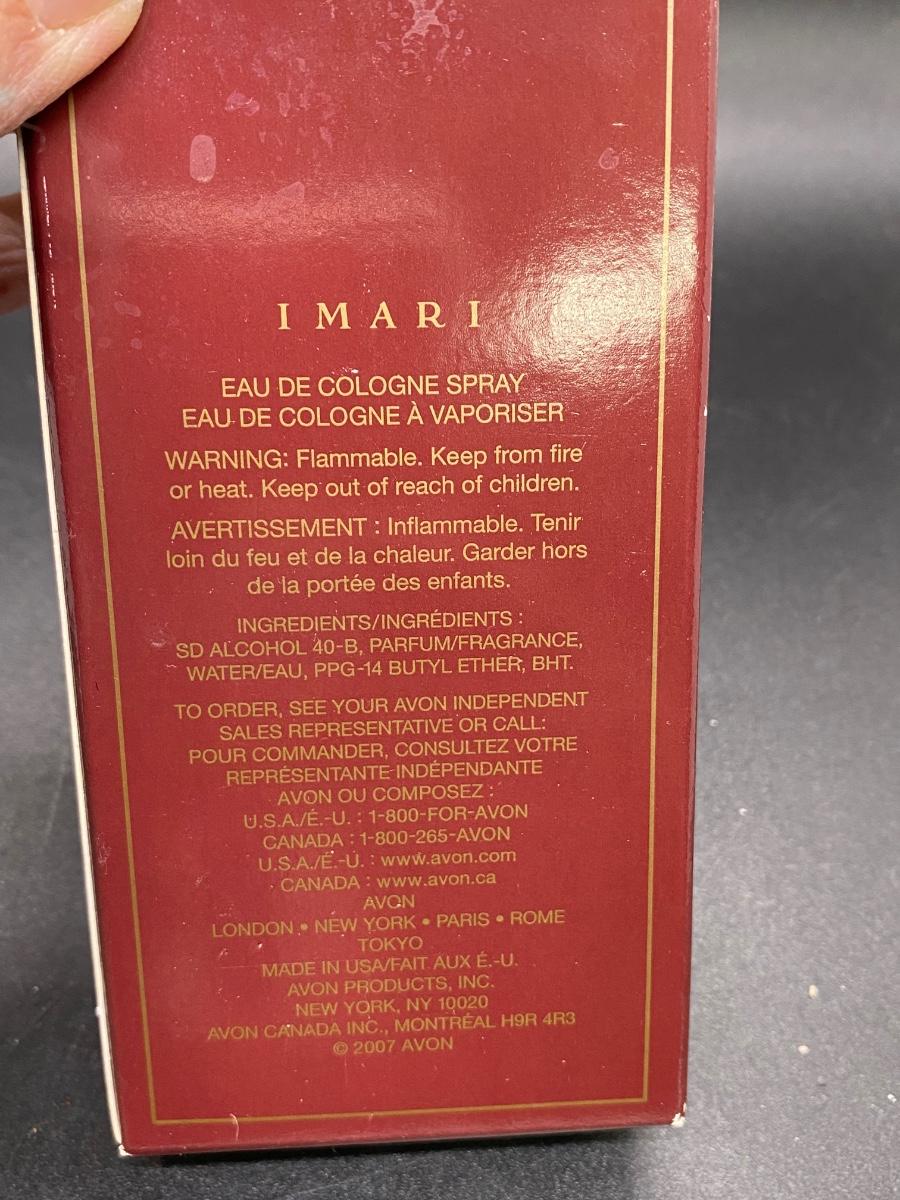 IMARI
EAU DE COLOGNE SPRAY
EAU DE COLOGNE À VAPORISER
WARNING: Flammable. Keep from fire
or heat. Keep out of reach of children.
AVERTISSEMENT : Inflammable. Tenir
loin du feu et de la chaleur. Garder hors
de la portée des enfants.
INGREDIENTS/INGRÉDIENTS :
SD ALCOHOL 40-B, PARFUM/FRAGRANCE,
WATER/EAU, PPG-14 BUTYL ETHER, BHT.
TO ORDER, SEE YOUR AVON INDEPENDENT
SALES REPRESENTATIVE OR CALL:
POUR COMMANDER, CONSULTEZ VOTRE
REPRÉSENTANTE INDÉPENDANTE
AVON OU COMPOSEZ :
U.S.A./É.-U. : 1-800-FOR-AVON
CANADA : 1-800-265-AVON
U.S.A./É.-U. : www.avon.com
CANADA : www.avon.ca
AVON
LONDON • NEW YORK • PARIS • ROME
TOKYO
MADE IN USA/FAIT AUX É.-U.
AVON PRODUCTS, INC.
NEW YORK, NY 10020
AVON CANADA INC., MONTRÉAL H9R 4R3
© 2007 AVON